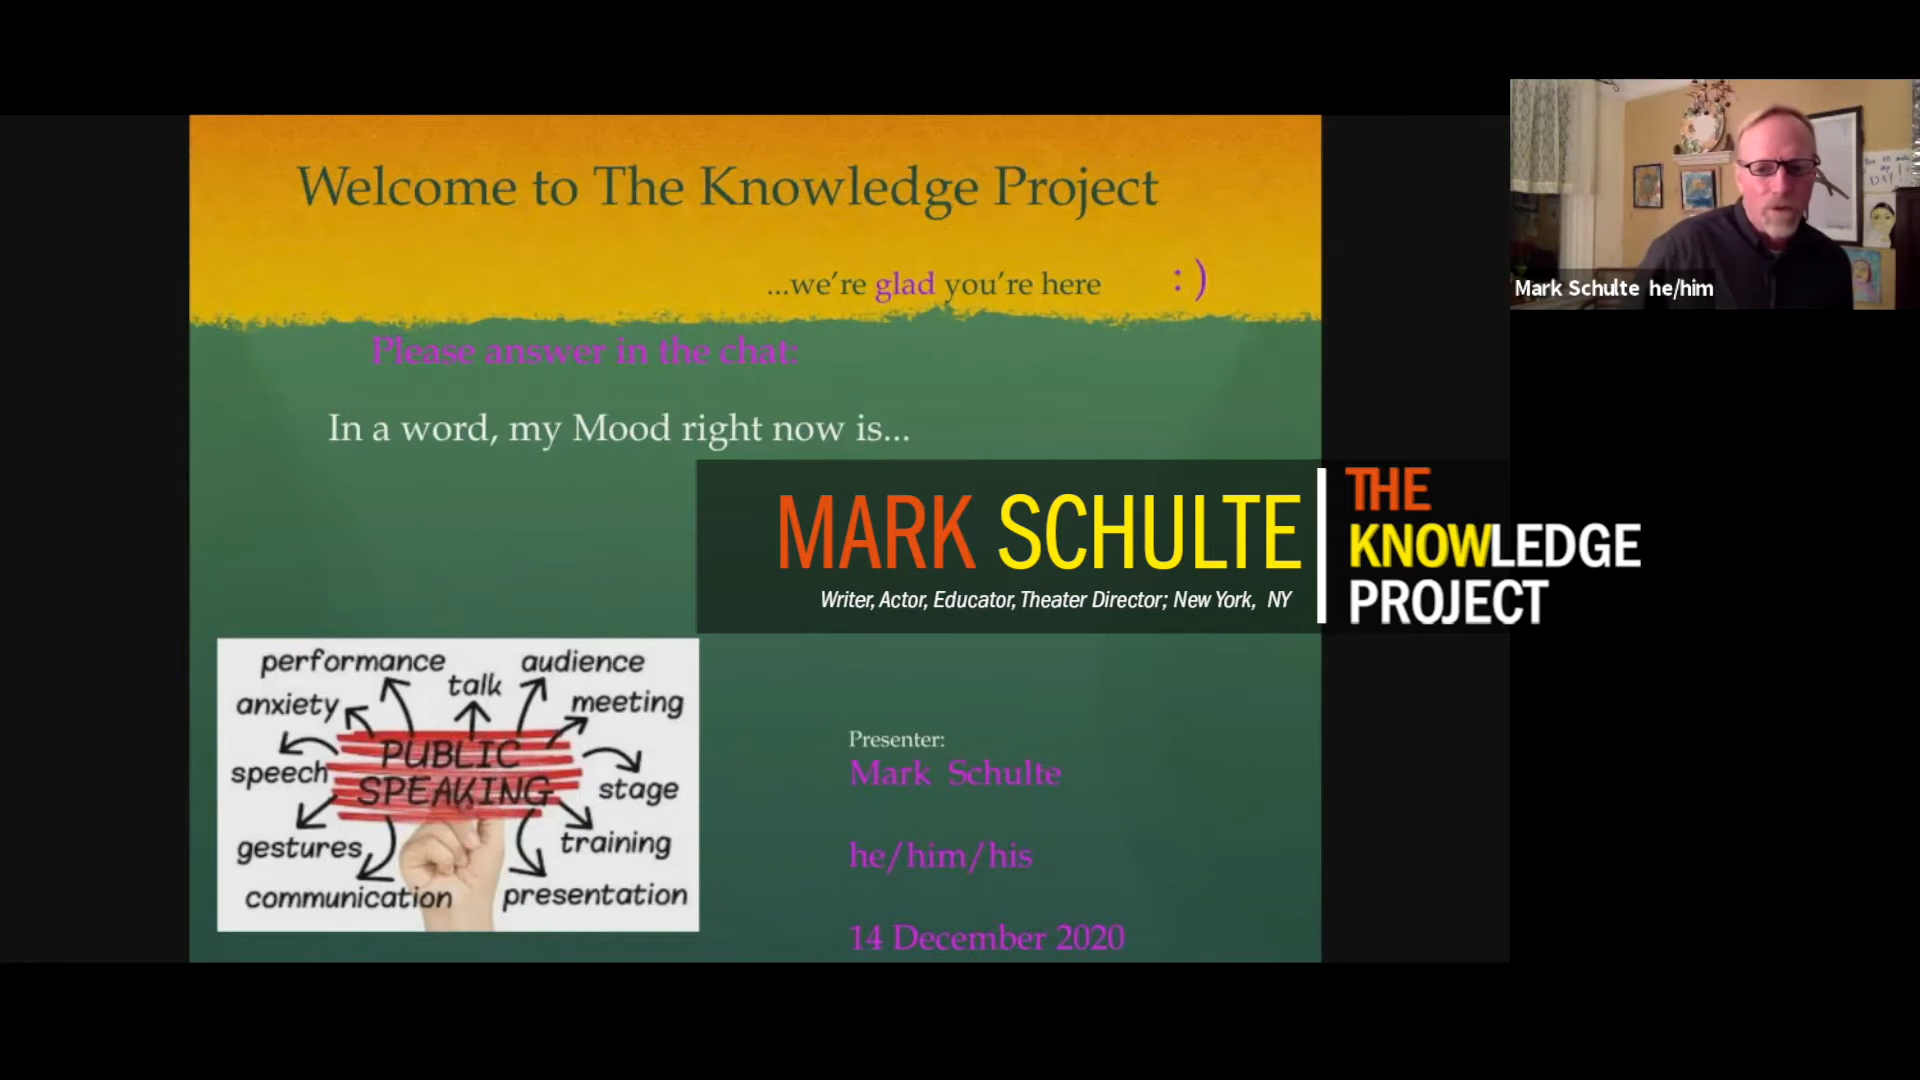 Welcome to The Knowledge Project
...we're glad you're here :)
Please answer in the chat:
In a word, my Mood right now is...
Mark Schulte he/him
MARK SCHULTE
Writer, Actor, Educator, Theater Director; New York, NY
THE
KNOWLEDGE
PROJECT
performance
audience
talk
anxiety
meeting
PUBLIC
SPEAKING
speech
stage
gestures
training
communication
presentation
Presenter:
Mark Schulte
he/him/his
14 December 2020